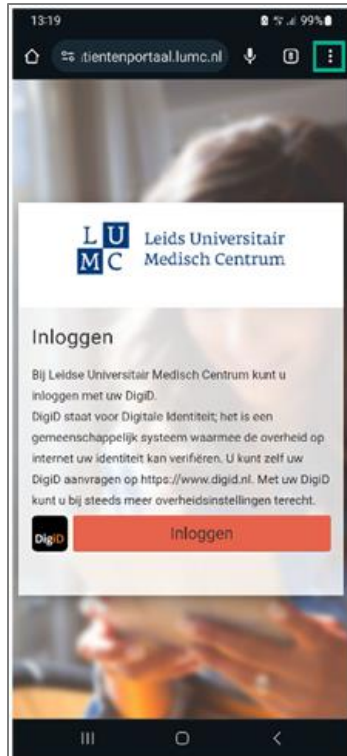 13:19
99%
tientenportaal.lumc.nl
LU
MC
Leids Universitair
Medisch Centrum
Inloggen
Bij Leidse Universitair Medisch Centrum kunt u
inloggen met uw DigiD.
DigiD staat voor Digitale Identiteit; het is een
gemeenschappelijk systeem waarmee de overheid op
internet uw identiteit kan verifiëren. U kunt zelf uw
DigiD aanvragen op https://www.digid.nl. Met uw DigiD
kunt u bij steeds meer overheidsinstellingen terecht.
DigiD
Inloggen